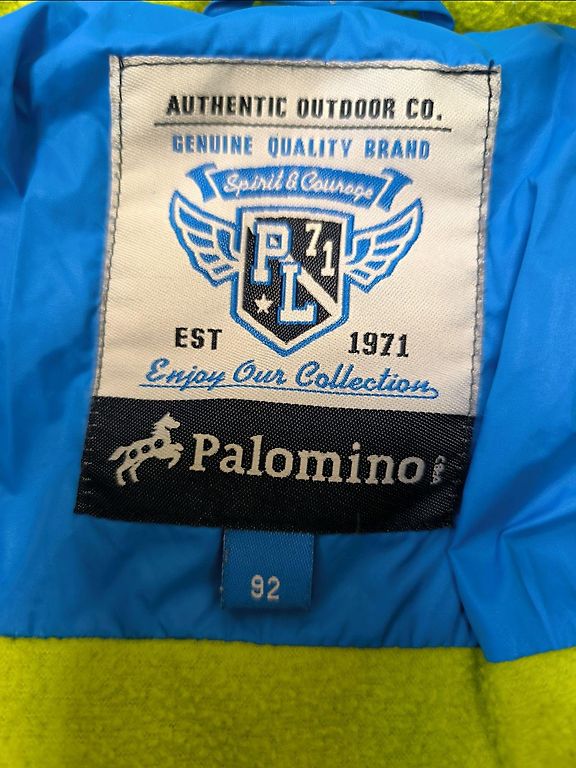 AUTHENTIC OUTDOOR CO.
GENUINE QUALITY BRAND
Spirit & Courage
PL 71
EST 1971
Enjoy Our Collection
Palomino
C&A
92